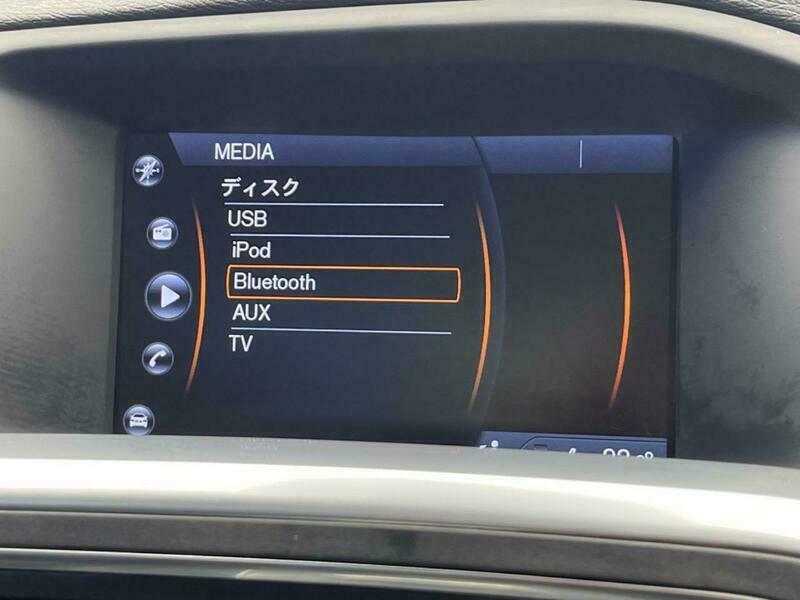 MEDIA
ディスク
USB
iPod
Bluetooth
AUX
TV